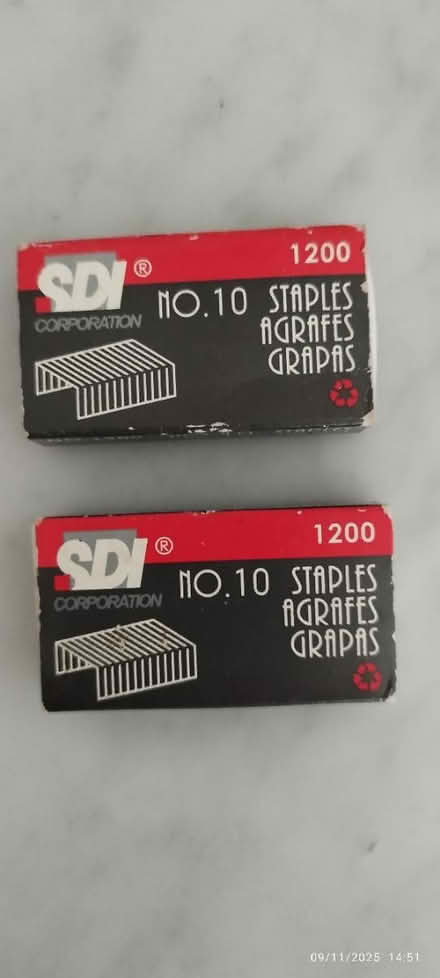 1200
SDI®
CORPORATION
NO.10 STAPLES
AGRAFES
GRAPAS
1200
SDI®
CORPORATION
NO.10 STAPLES
AGRAFES
GRAPAS
09/11/2025 14:51